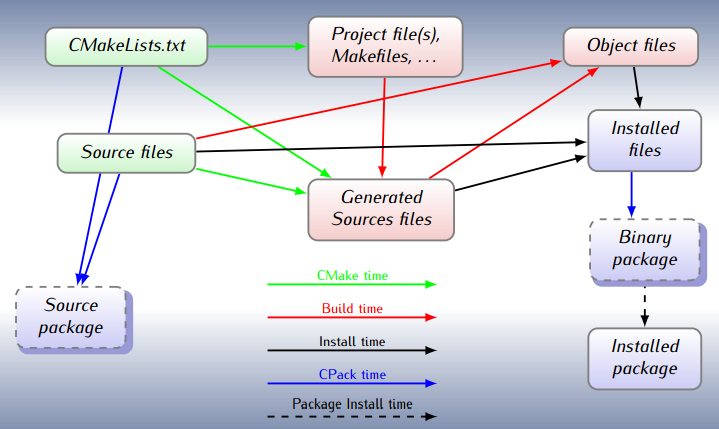 CMakeLists.txt
Project file(s),
Makefiles, ...
Object files
Source files
Installed
files
Generated
Sources files
Binary
package
Source
package
Installed
package
CMake time
Build time
Install time
CPack time
Package Install time